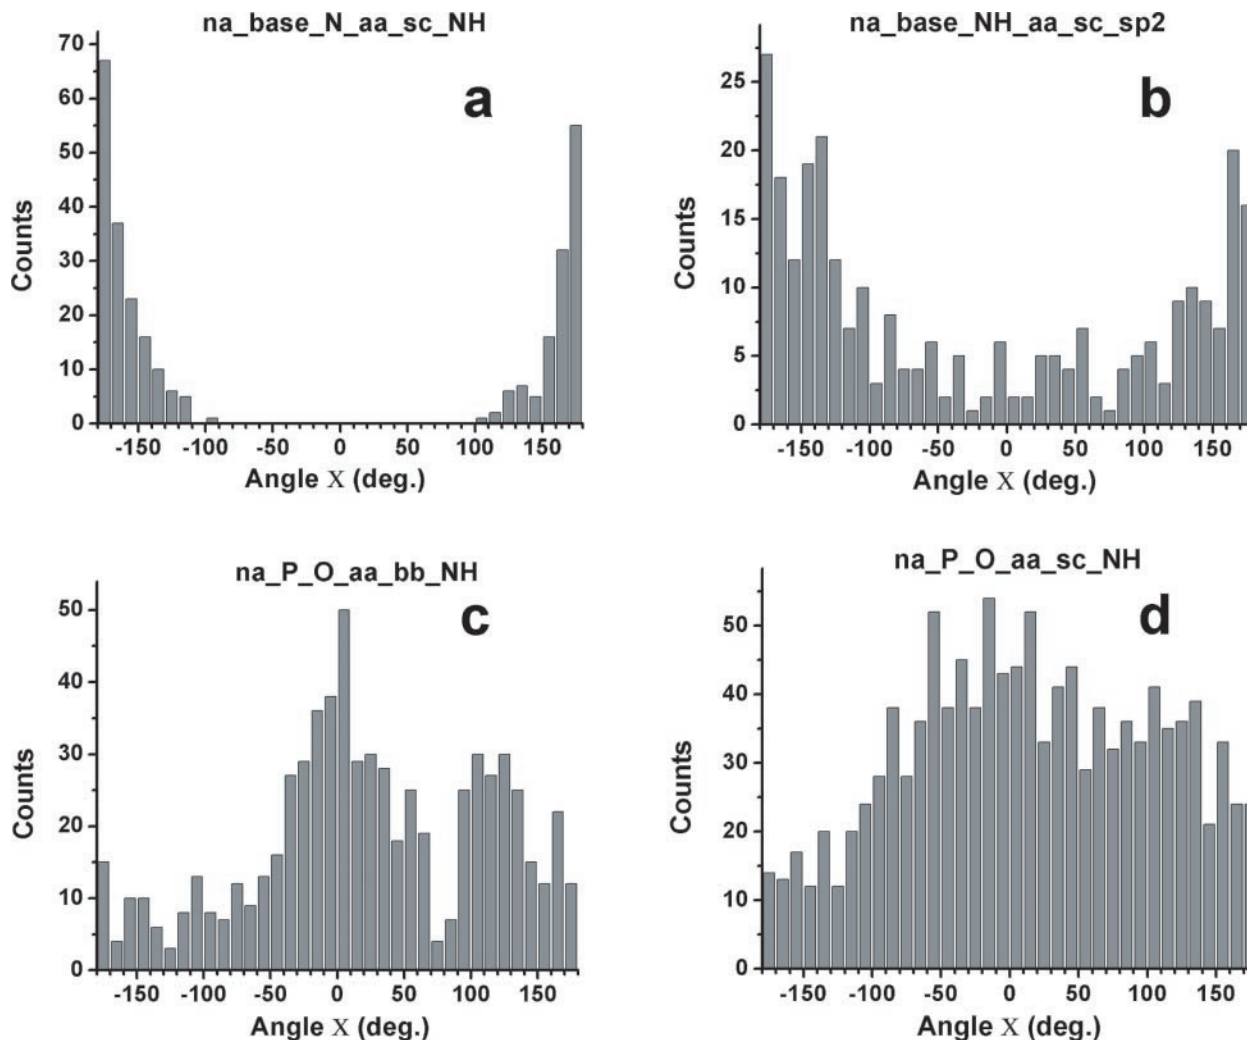 na_base_N_aa_sc_NH
a
70
60
50
40
30
20
10
0
Counts
-150 -100 -50 0 50 100 150
Angle X (deg.)
na_base_NH_aa_sc_sp2
b
25
20
15
10
5
0
Counts
-150 -100 -50 0 50 100 150
Angle X (deg.)
na_P_O_aa_bb_NH
c
50
40
30
20
10
0
Counts
-150 -100 -50 0 50 100 150
Angle X (deg.)
na_P_O_aa_sc_NH
d
50
40
30
20
10
0
Counts
-150 -100 -50 0 50 100 150
Angle X (deg.)